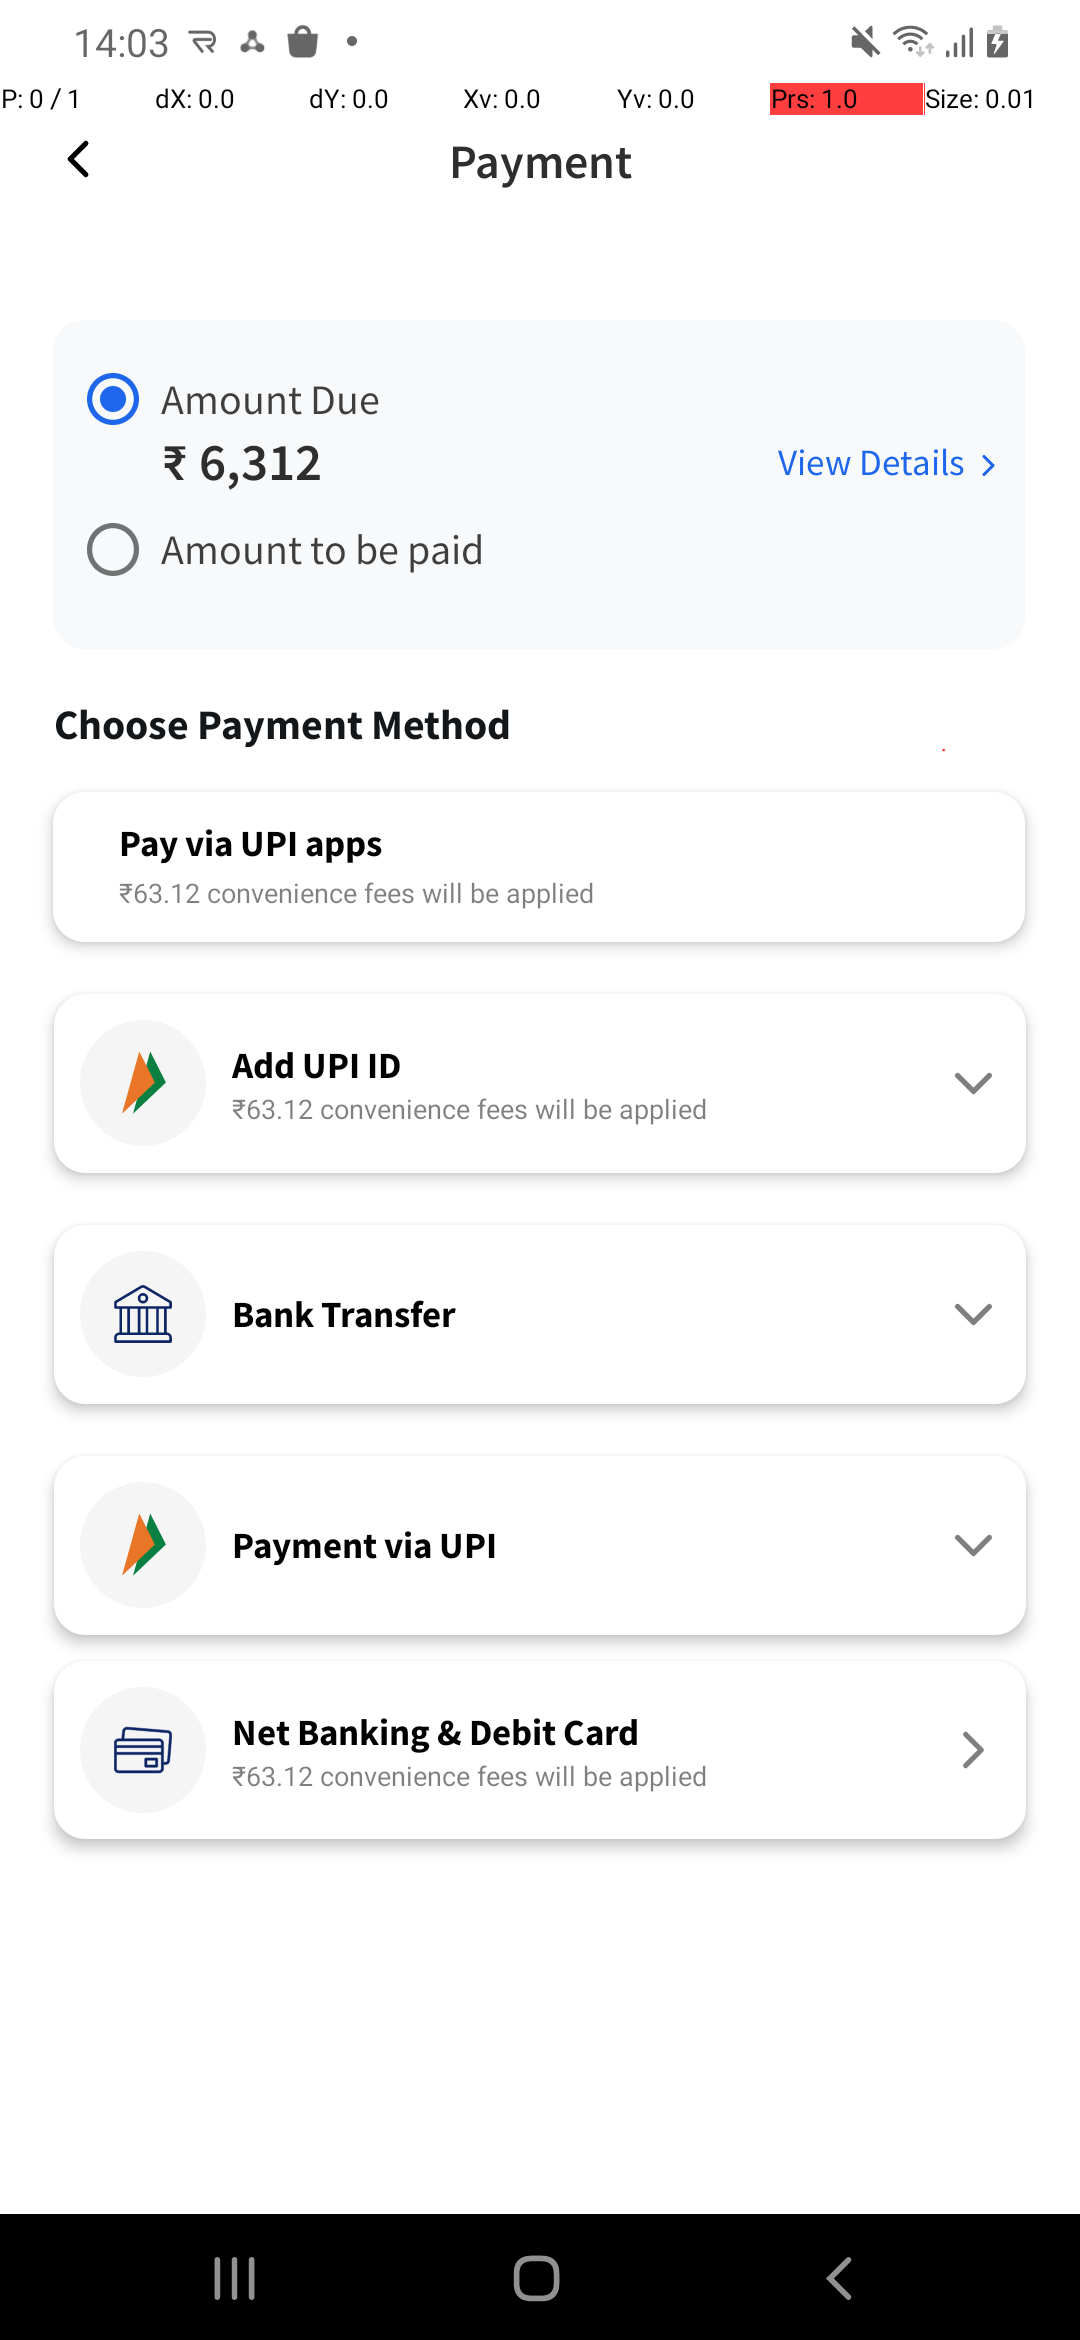 14:03
P: 0 / 1 dX: 0.0 dY: 0.0 Xv: 0.0 Yv: 0.0 Prs: 1.0 Size: 0.01
Payment
Amount Due
₹ 6,312 View Details
Amount to be paid
Choose Payment Method
Pay via UPI apps
₹63.12 convenience fees will be applied
Add UPI ID
₹63.12 convenience fees will be applied
Bank Transfer
Payment via UPI
Net Banking & Debit Card
₹63.12 convenience fees will be applied